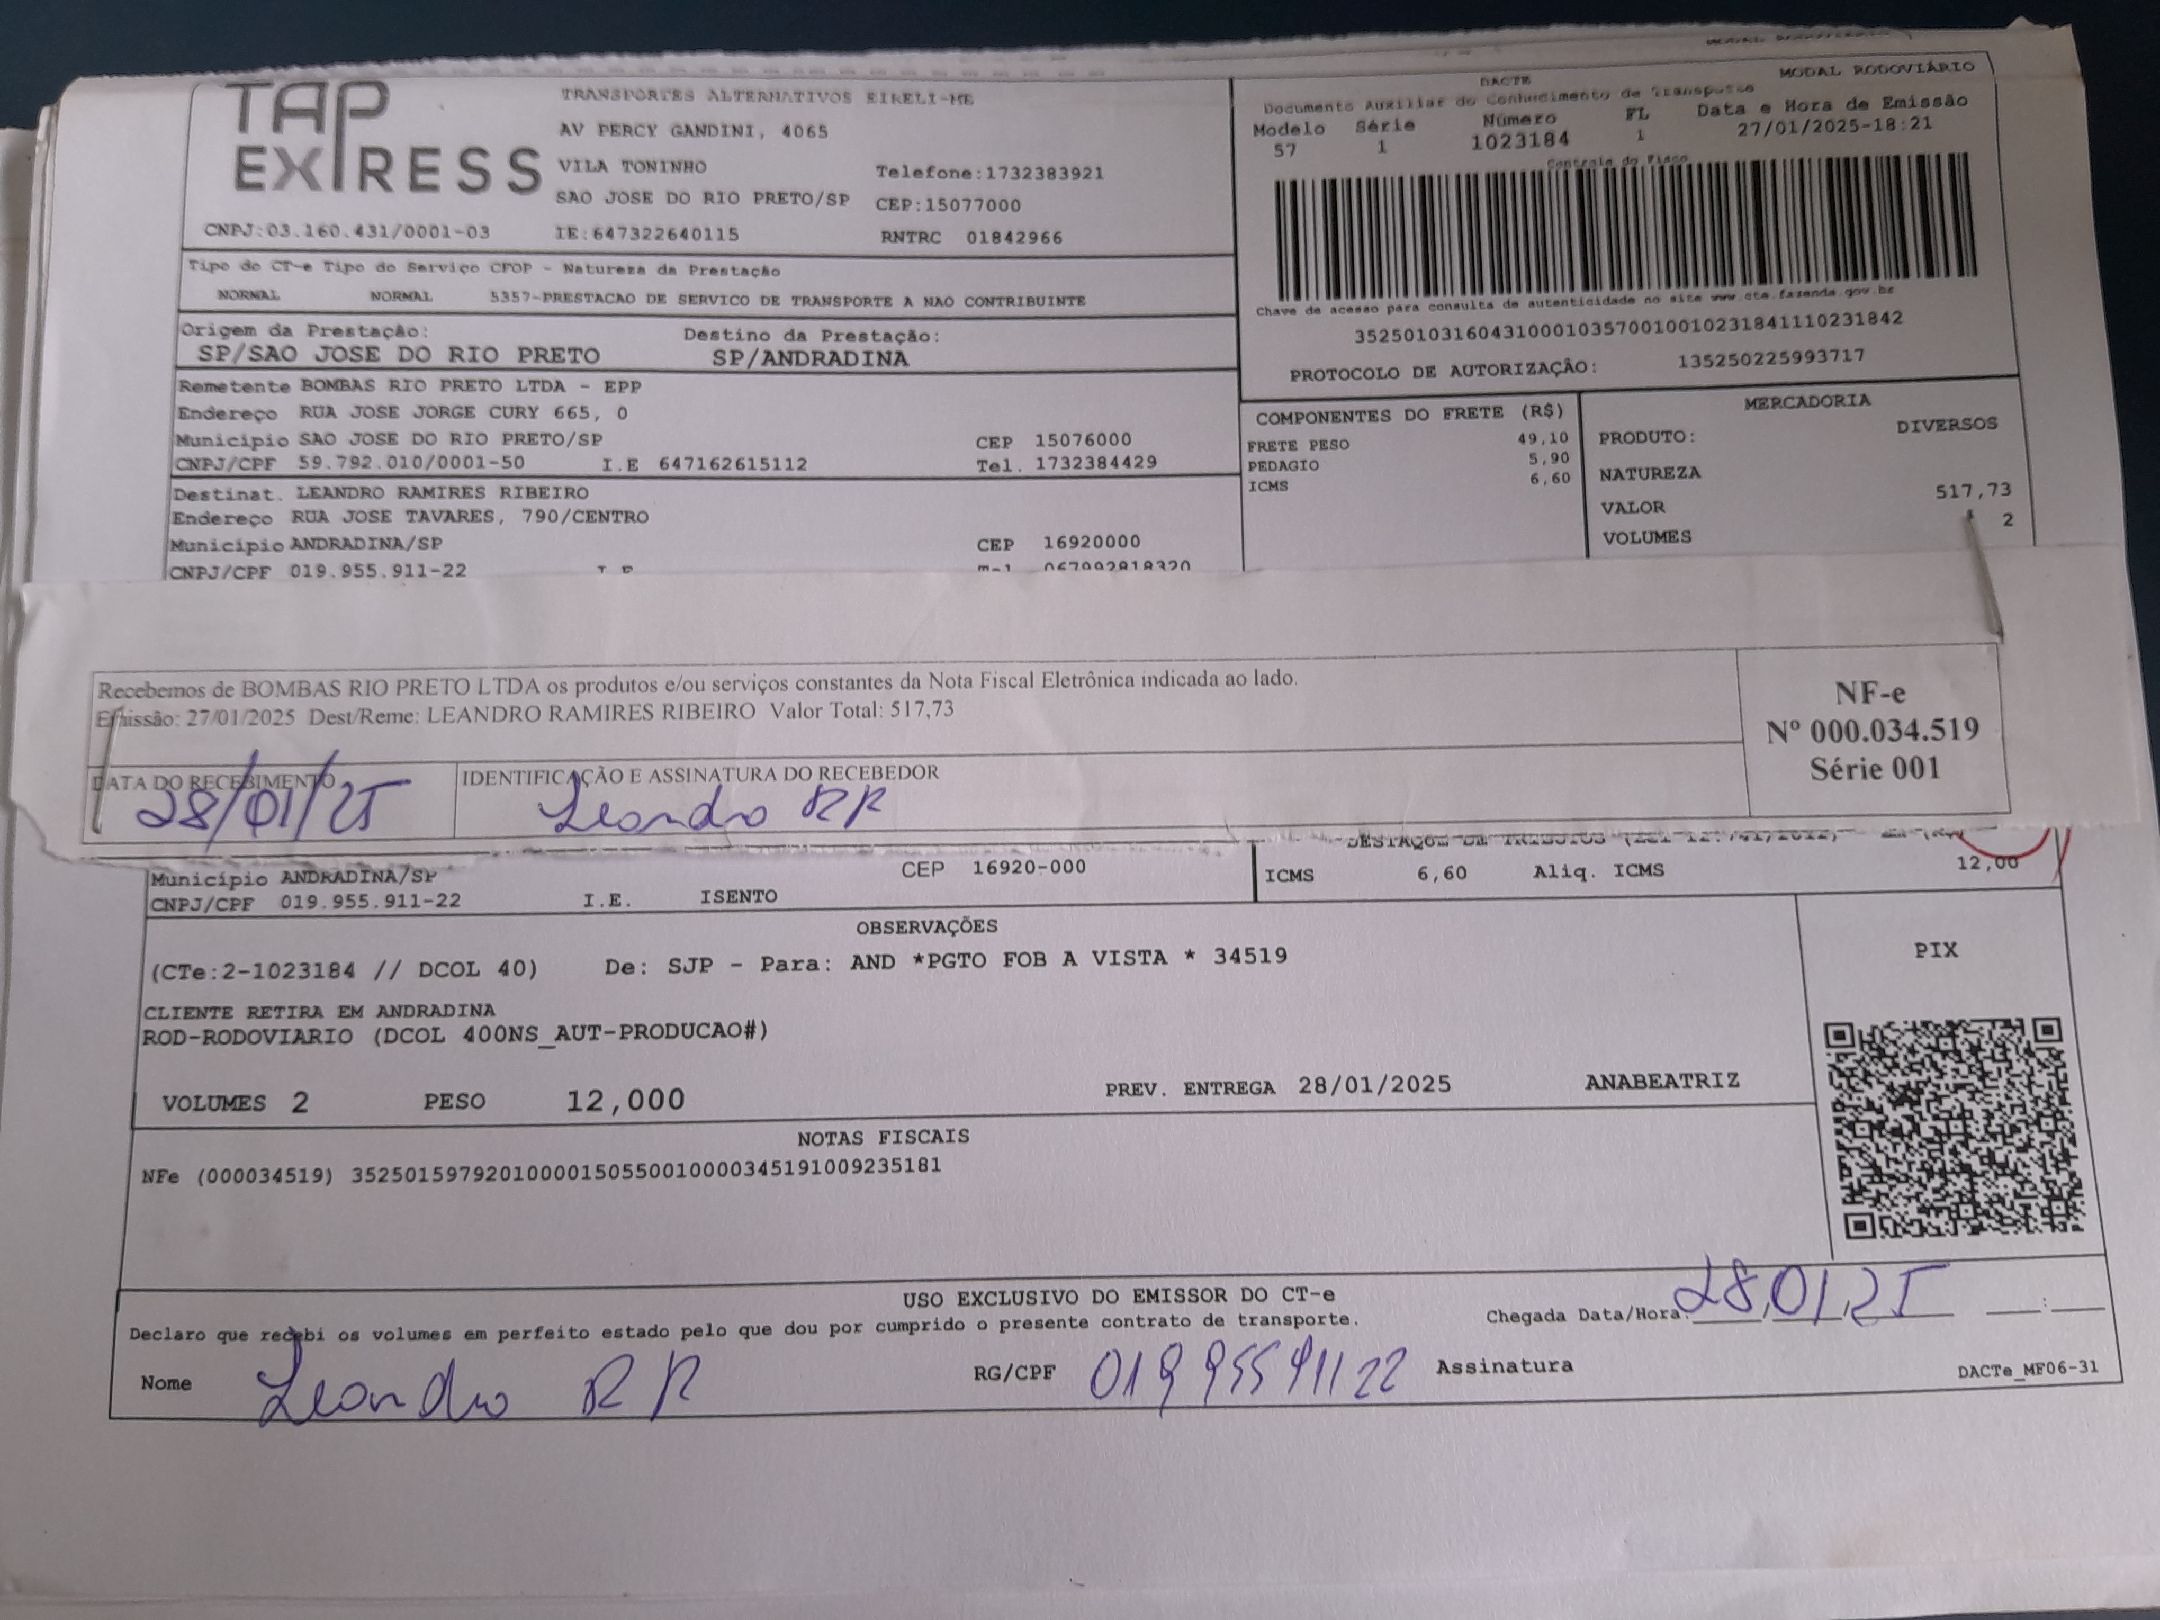 TAP EXPRESS
TRANSPORTES ALTERNATIVOS EIRELI-ME
AV PERCY GANDINI, 4065
VILA TONINHO Telefone:1732383921
SAO JOSE DO RIO PRETO/SP CEP:15077000
CNPJ:03.160.431/0001-03 IE:647322640115 RNTRC 01842966
DACTE MODAL RODOVIÁRIO
Documento Auxiliar do Conhecimento de Transporte
Modelo Série Número FL Data e Hora de Emissão
57 1 1023184 1 27/01/2025-18:21
Controle do Fisco
Chave de acesso para consulta de autenticidade no site www.cte.fazenda.gov.br
35250103160431000103570010010231841110231842
PROTOCOLO DE AUTORIZAÇÃO: 135250225993717
Tipo do CT-e Tipo do Serviço CFOP - Natureza da Prestação
NORMAL NORMAL 5357-PRESTACAO DE SERVICO DE TRANSPORTE A NAO CONTRIBUINTE
Origem da Prestação: Destino da Prestação:
SP/SAO JOSE DO RIO PRETO SP/ANDRADINA
Remetente BOMBAS RIO PRETO LTDA - EPP
Endereço RUA JOSE JORGE CURY 665, 0
Município SAO JOSE DO RIO PRETO/SP CEP 15076000
CNPJ/CPF 59.792.010/0001-50 I.E 647162615112 Tel. 1732384429
Destinat. LEANDRO RAMIRES RIBEIRO
Endereço RUA JOSE TAVARES, 790/CENTRO
Município ANDRADINA/SP CEP 16920000
CNPJ/CPF 019.955.911-22 I.E Tel 067992818320
COMPONENTES DO FRETE (R$)
FRETE PESO 49,10
PEDAGIO 5,90
ICMS 6,60
MERCADORIA
PRODUTO: DIVERSOS
NATUREZA
VALOR 517,73
VOLUMES 2
Recebemos de BOMBAS RIO PRETO LTDA os produtos e/ou serviços constantes da Nota Fiscal Eletrônica indicada ao lado.
Emissão: 27/01/2025 Dest/Reme: LEANDRO RAMIRES RIBEIRO Valor Total: 517,73
DATA DO RECEBIMENTO IDENTIFICAÇÃO E ASSINATURA DO RECEBEDOR
28/01/25 Leandro RR
NF-e
Nº 000.034.519
Série 001
Município ANDRADINA/SP CEP 16920-000
CNPJ/CPF 019.955.911-22 I.E. ISENTO
DESTAQUE DE TRIBUTOS
ICMS 6,60 Aliq. ICMS 12,00
OBSERVAÇÕES
(CTe:2-1023184 // DCOL 40) De: SJP - Para: AND *PGTO FOB A VISTA * 34519
CLIENTE RETIRA EM ANDRADINA
ROD-RODOVIARIO (DCOL 400NS_AUT-PRODUCAO#)
VOLUMES 2 PESO 12,000 PREV. ENTREGA 28/01/2025 ANABEATRIZ
PIX
NOTAS FISCAIS
NFe (000034519) 35250159792010000150550010000345191009235181
USO EXCLUSIVO DO EMISSOR DO CT-e
Declaro que recebi os volumes em perfeito estado pelo que dou por cumprido o presente contrato de transporte.
Chegada Data/Hora: 28,01,25 __:__
Nome Leandro RR RG/CPF 01995591122 Assinatura
DACTe_MF06-31